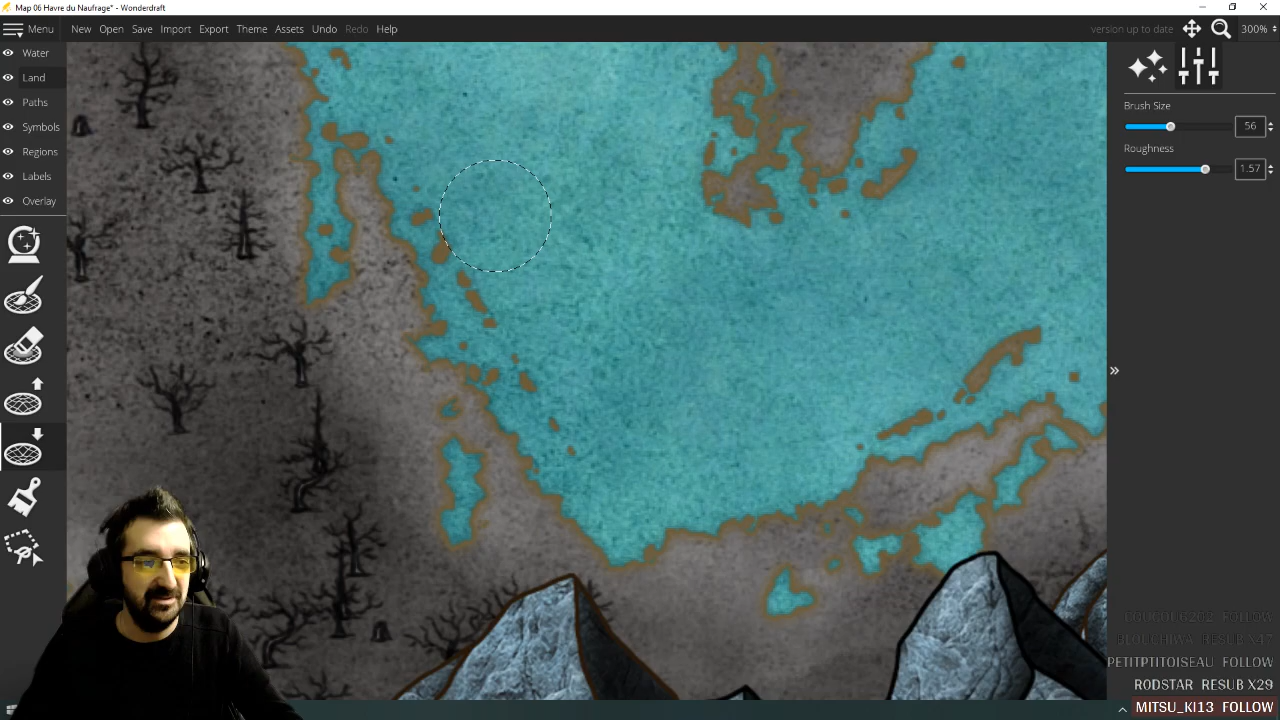 Map 06 Havre du Naufrage* - Wonderdraft
Menu New Open Save Import Export Theme Assets Undo Redo Help version up to date 300%
Water
Land
Paths
Symbols
Regions
Labels
Overlay
Brush Size
56
Roughness
1.57
PETITPTITOISEAU FOLLOW
RODSTAR RESUB X29
MITSU_KI13 FOLLOW